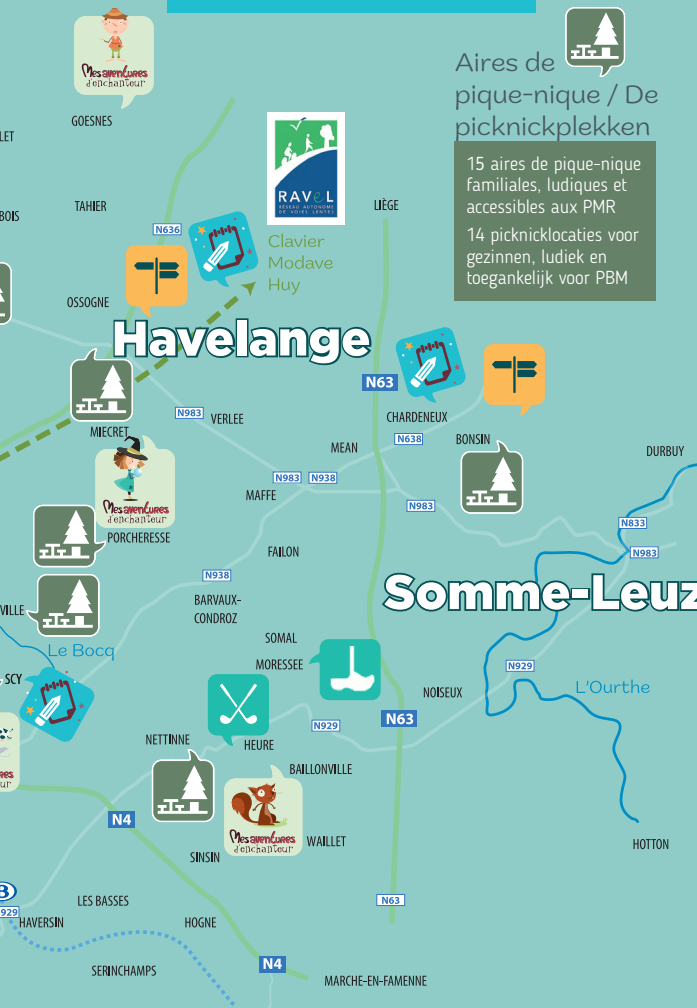 Mes aventures
d'enchanteur
GOESNES
LET
Aires de
pique-nique / De
picknickplekken
15 aires de pique-nique
familiales, ludiques et
accessibles aux PMR
14 picknicklocaties voor
gezinnen, ludiek en
toegankelijk voor PBM
RAVeL
RÉSEAU AUTONOME
DE VOIES LENTES
TAHIER
BOIS
LIÈGE
N636
Clavier
Modave
Huy
OSSOGNE
Havelange
N63
CHARDENEUX
N983
VERLEE
MIECRET
N638
BONSIN
MEAN
DURBUY
N983
N938
MAFFE
Mes aventures
d'enchanteur
N983
N833
PORCHERESSE
FAILON
N983
N938
Somme-Leuz
BARVAUX-
CONDROZ
VILLE
SOMAL
Le Bocq
MORESSEE
N929
SCY
L'Ourthe
NOISEUX
N63
N929
NETTINNE
HEURE
BAILLONVILLE
res
eur
N4
Mes aventures
d'enchanteur
WAILLET
HOTTON
SINSIN
B
N63
LES BASSES
929
HAVERSIN
HOGNE
N4
SERINCHAMPS
MARCHE-EN-FAMENNE